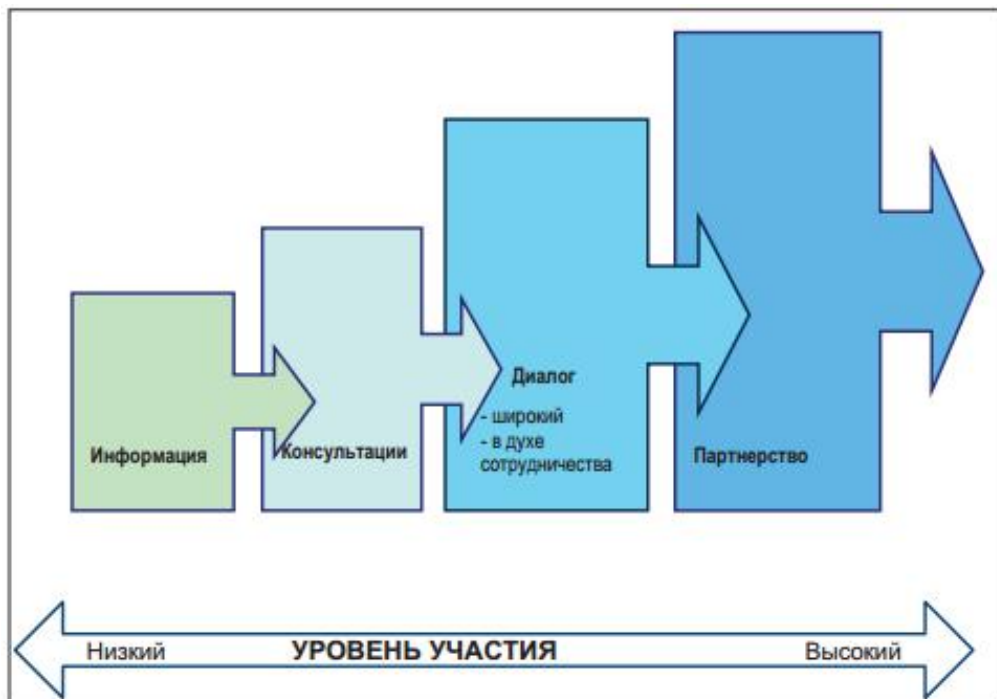 Информация
Консультации
Диалог
- широкий
- в духе
сотрудничества
Партнерство
Низкий УРОВЕНЬ УЧАСТИЯ Высокий